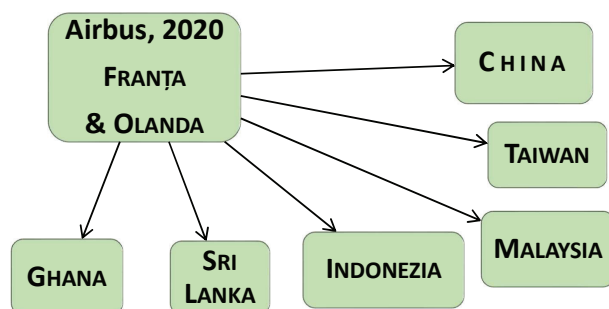 Airbus, 2020
FRANȚA
& OLANDA
CHINA
TAIWAN
MALAYSIA
INDONEZIA
SRI
LANKA
GHANA